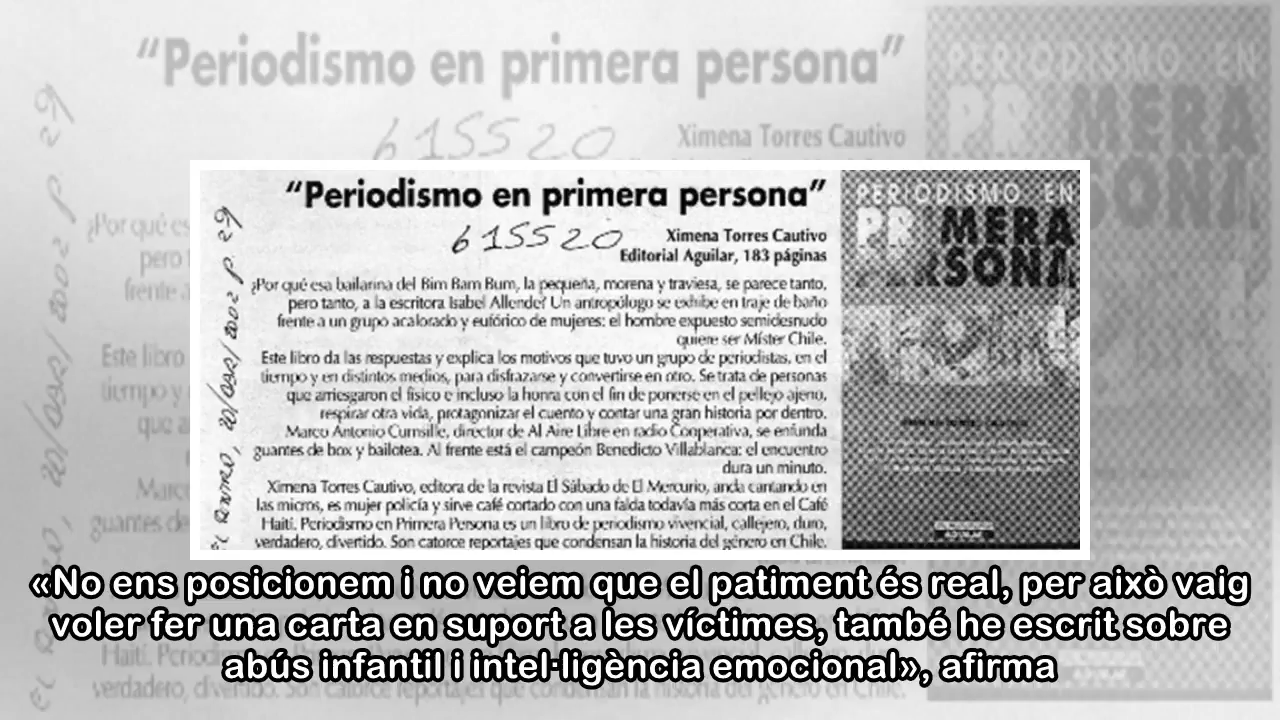 “Periodismo en primera persona”
615520
Ximena Torres Cautivo
Editorial Aguilar, 183 páginas
¿Por qué esa bailarina del Bim Bam Bum, la pequeña, morena y traviesa, se parece tanto,
pero tanto, a la escritora Isabel Allende? Un antropólogo se exhibe en traje de baño
frente a un grupo acalorado y eufórico de mujeres: el hombre expuesto semidesnudo
quiere ser Míster Chile.
Este libro da las respuestas y explica los motivos que tuvo un grupo de periodistas, en el
tiempo y en distintos medios, para disfrazarse y convertirse en otro. Se trata de personas
que arriesgaron el físico e incluso la honra con el fin de ponerse en el pellejo ajeno,
respirar otra vida, protagonizar el cuento y contar una gran historia por dentro.
Marco Antonio Cumsille, director de Al Aire Libre en radio Cooperativa, se enfunda
guantes de box y bailotea. Al frente está el campeón Benedicto Villablanca: el encuentro
dura un minuto.
Ximena Torres Cautivo, editora de la revista El Sábado de El Mercurio, anda cantando en
las micros, es mujer policía y sirve café cortado con una falda todavía más corta en el Café
Haití. Periodismo en Primera Persona es un libro de periodismo vivencial, callejero, duro,
verdadero, divertido. Son catorce reportajes que condensan la historia del género en Chile.
PERIODISMO EN
PRIMERA
PERSONA
«No ens posicionem i no veiem que el patiment és real, per això vaig
voler fer una carta en suport a les víctimes, també he escrit sobre
abús infantil i intel·ligència emocional», afirma